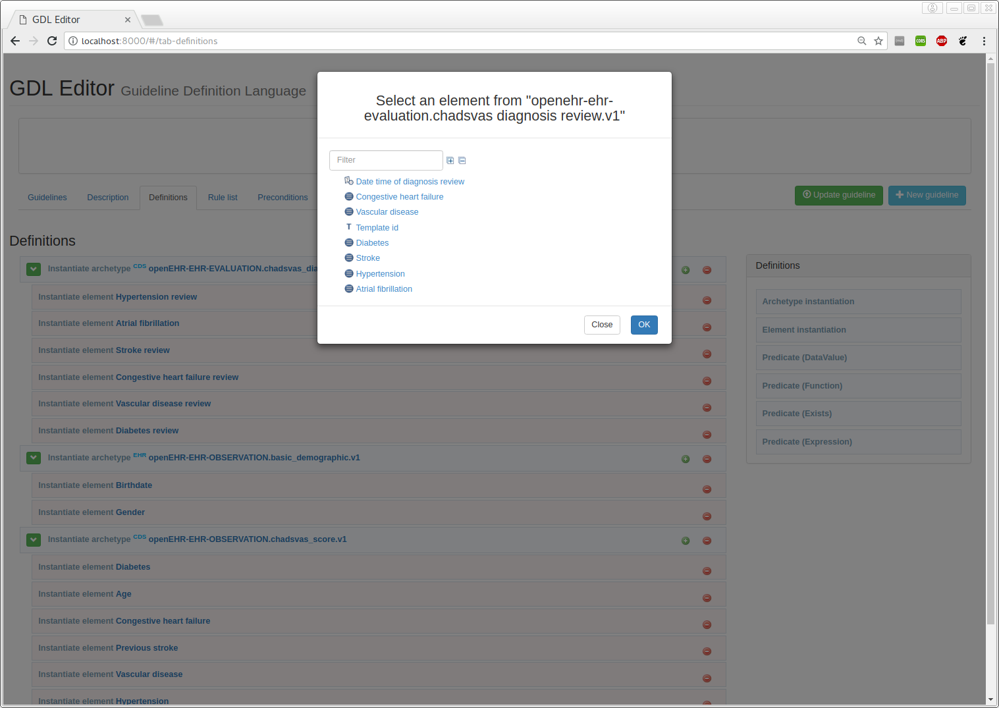 GDL Editor
localhost:8000/#/tab-definitions
CORS
ABP
GDL Editor Guideline Definition Language
Select an element from "openehr-ehr-
evaluation.chadsvas diagnosis review.v1"
Filter
Date time of diagnosis review
Congestive heart failure
Vascular disease
T Template id
Diabetes
Stroke
Hypertension
Atrial fibrillation
Close
OK
Guidelines
Description
Definitions
Rule list
Preconditions
Update guideline
New guideline
Definitions
Instantiate archetype CDS openEHR-EHR-EVALUATION.chadsvas_dia
Instantiate element Hypertension review
Instantiate element Atrial fibrillation
Instantiate element Stroke review
Instantiate element Congestive heart failure review
Instantiate element Vascular disease review
Instantiate element Diabetes review
Instantiate archetype EHR openEHR-EHR-OBSERVATION.basic_demographic.v1
Instantiate element Birthdate
Instantiate element Gender
Instantiate archetype CDS openEHR-EHR-OBSERVATION.chadsvas_score.v1
Instantiate element Diabetes
Instantiate element Age
Instantiate element Congestive heart failure
Instantiate element Previous stroke
Instantiate element Vascular disease
Instantiate element Hypertension
Definitions
Archetype instantiation
Element instantiation
Predicate (DataValue)
Predicate (Function)
Predicate (Exists)
Predicate (Expression)